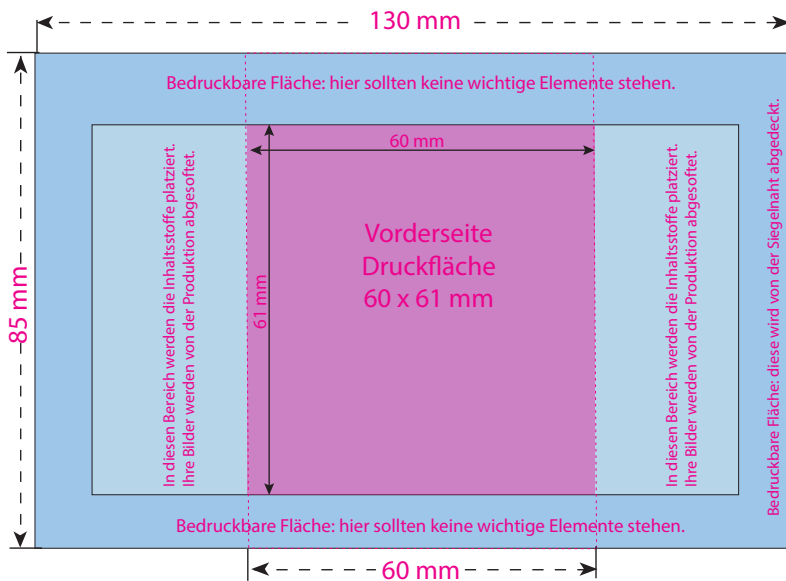 130 mm
Bedruckbare Fläche: hier sollten keine wichtige Elemente stehen.
85 mm
In diesen Bereich werden die Inhaltsstoffe platziert.
Ihre Bilder werden von der Produktion abgesoftet.
60 mm
61 mm
Vorderseite
Druckfläche
60 x 61 mm
In diesen Bereich werden die Inhaltsstoffe platziert.
Ihre Bilder werden von der Produktion abgesoftet.
Bedruckbare Fläche: diese wird von der Siegelnaht abgedeckt.
Bedruckbare Fläche: hier sollten keine wichtige Elemente stehen.
60 mm